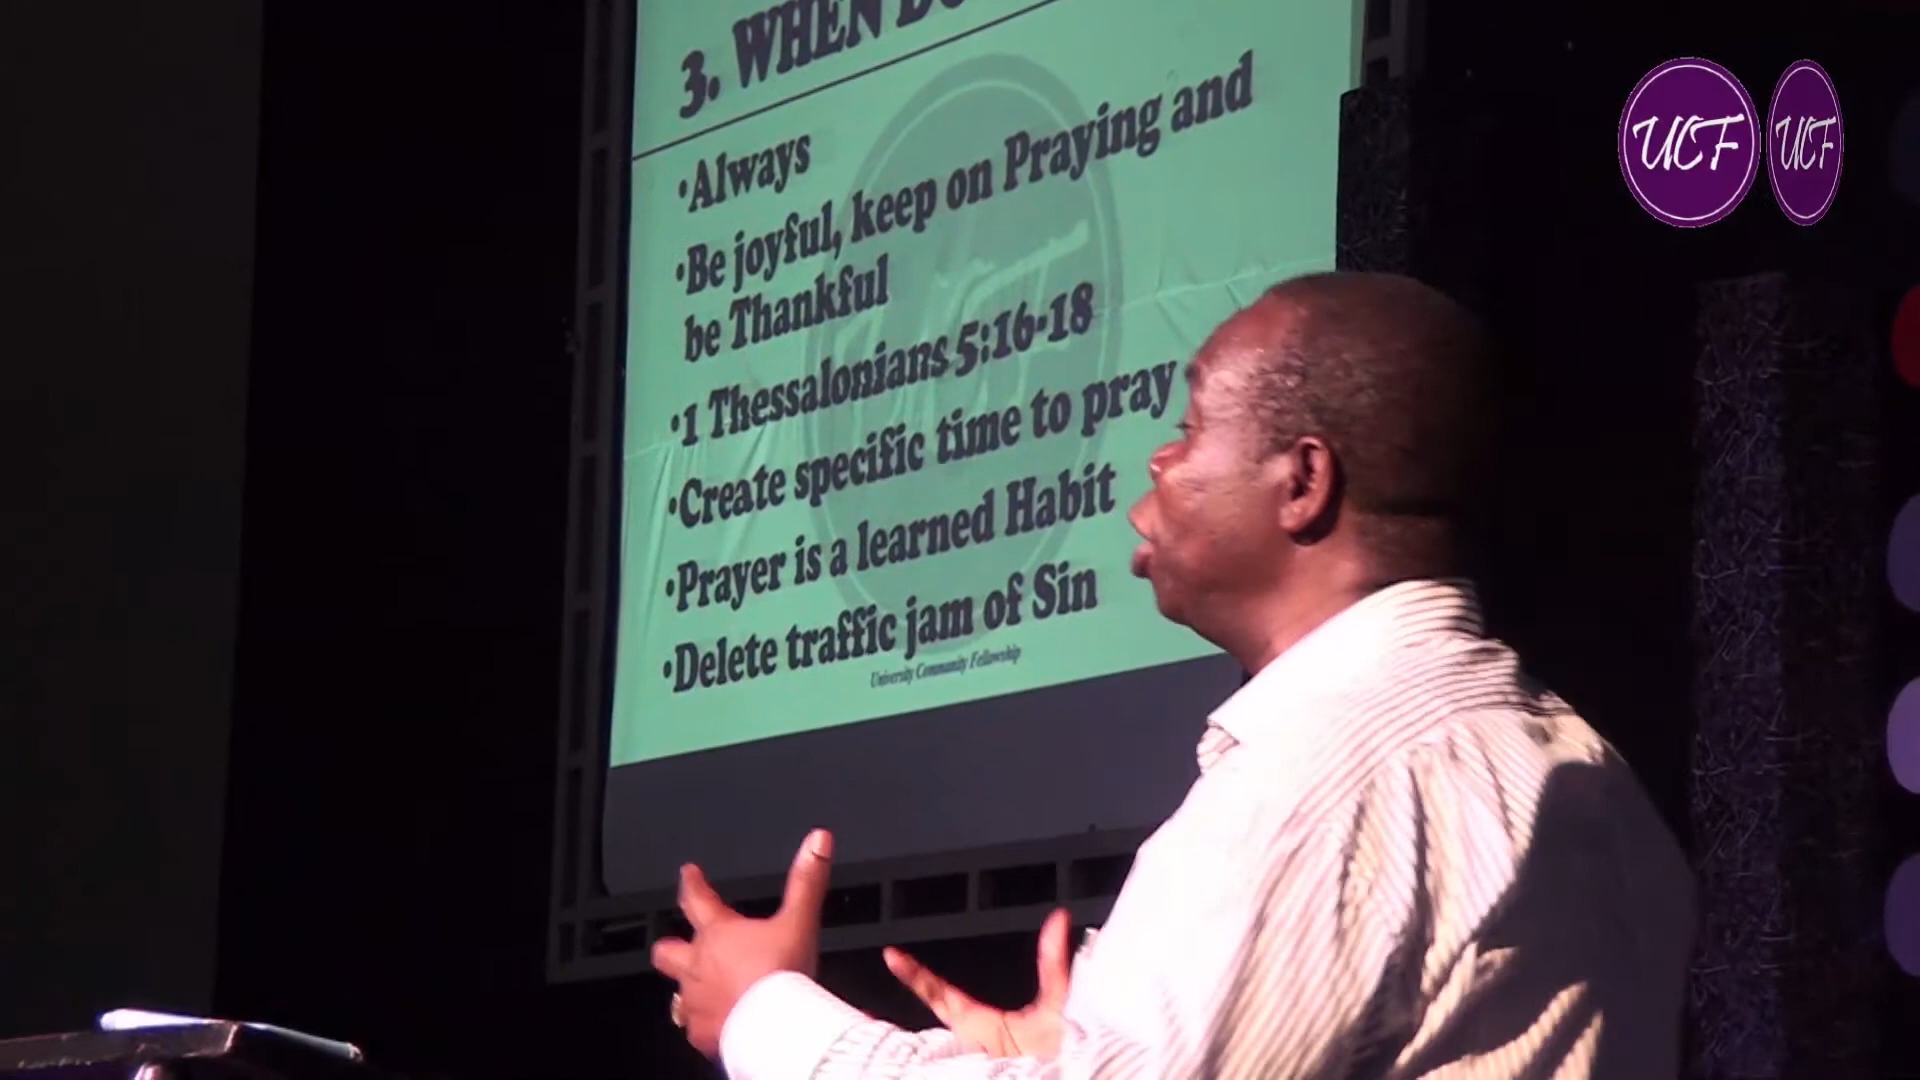 3. WHEN
•Always
•Be joyful, keep on Praying and
be Thankful
•1 Thessalonians 5:16-18
•Create specific time to pray
•Prayer is a learned Habit
•Delete traffic jam of Sin
University Community Fellowship
UCF
UCF